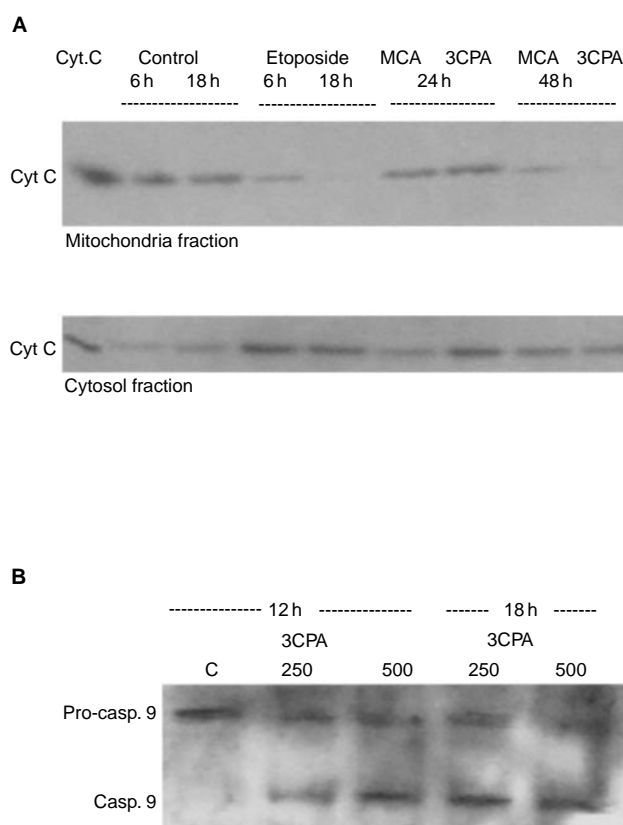 A
Cyt.C Control Etoposide MCA 3CPA MCA 3CPA
6 h 18 h 6 h 18 h 24 h 48 h
Cyt C
Mitochondria fraction
Cyt C
Cytosol fraction
B
12 h 18 h
3CPA 3CPA
C 250 500 250 500
Pro-casp. 9
Casp. 9